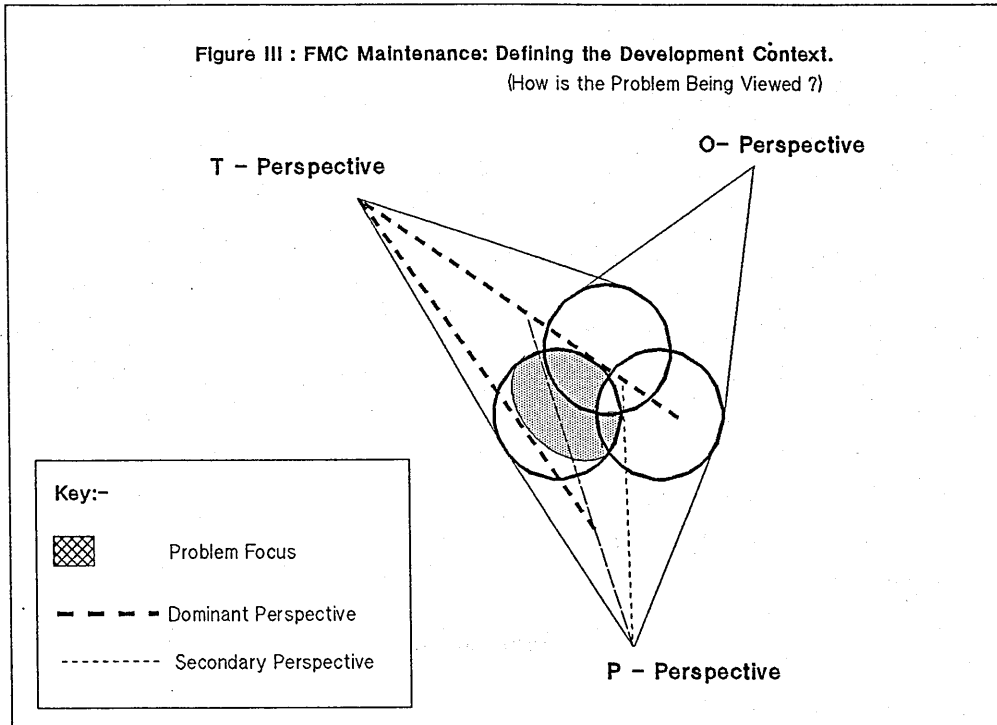 Figure III : FMC Maintenance: Defining the Development Context.
(How is the Problem Being Viewed ?)
O- Perspective
T - Perspective
Key:-
Problem Focus
Dominant Perspective
Secondary Perspective
P - Perspective